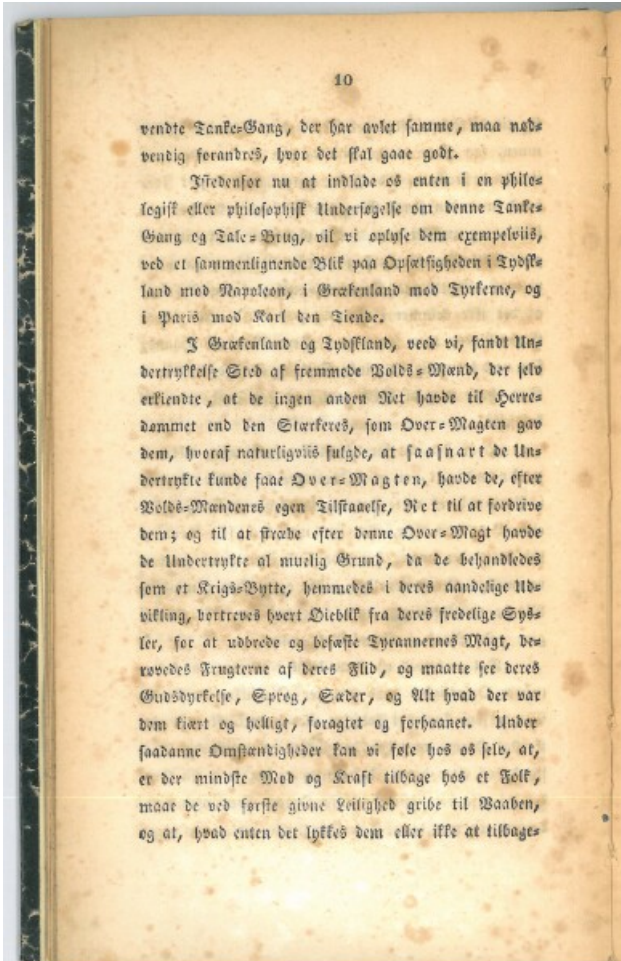 10
vendte Tanke-Gang, der har avlet samme, maa nød-
vendig forandres, hvor det skal gaae godt.
Istedenfor nu at indlade os enten i en philo-
logisk eller philosophisk Undersøgelse om denne Tanke-
Gang og Tale-Brug, vil vi oplyse dem exempelviis,
ved et sammenlignende Blik paa Opsætsigheden i Tydsk-
land mod Napoleon, i Grækenland mod Tyrkerne, og
i Paris mod Karl den Tiende.
I Grækenland og Tydskland, veed vi, fandt Un-
dertrykkelse Sted af fremmede Volds-Mænd, der selv
erkiendte, at de ingen anden Ret havde til Herre-
dømmet end den Stærkeres, som Over-Magten gav
dem, hvoraf naturligviis fulgde, at saasnart de Un-
dertrykte kunde faae Over-Magten, havde de, efter
Volds-Mændenes egen Tilstaaelse, Ret til at fordrive
dem; og til at stræbe efter denne Over-Magt havde
de Undertrykte al muelig Grund, da de behandledes
som et Krigs-Bytte, hemmedes i deres aandelige Ud-
vikling, bortreves hvert Øieblik fra deres fredelige Sys-
ler, for at udbrede og befæste Tyrannernes Magt, be-
røvedes Frugterne af deres Flid, og maatte see deres
Gudsdyrkelse, Sprog, Sæder, og Alt hvad der var
dem kiært og helligt, foragtet og forhaanet. Under
saadanne Omstændigheder kan vi føle hos os selv, at,
er der mindste Mod og Kraft tilbage hos et Folk,
maae de ved første givne Leilighed gribe til Vaaben,
og at, hvad enten det lykkes dem eller ikke at tilbage-